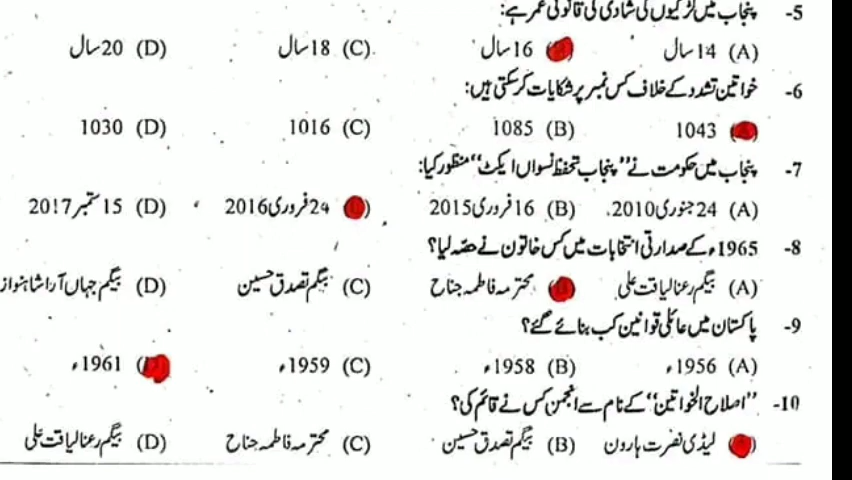 5- پنجاب میں لڑکیوں کی شادی کی قانونی عمر ہے:
(A) 14 سال (B) 16 سال (C) 18 سال (D) 20 سال
6- خواتین تشدد کے خلاف کس نمبر پر شکایات کرسکتی ہیں:
1043 (B) 1085 (C) 1016 (D) 1030
7- پنجاب میں حکومت نے "پنجاب تحفظ نسواں ایکٹ" منظور کیا:
(A) 24 جنوری 2010 (B) 16 فروری 2015 24 فروری 2016 (D) 15 ستمبر 2017
8- 1965ء کے صدارتی انتخابات میں کس خاتون نے حصہ لیا؟
(A) بیگم رعنا لیاقت علی محترمہ فاطمہ جناح (C) بیگم تصدق حسین (D) بیگم جہاں آرا شاہنواز
9- پاکستان میں عائلی قوانین کب بنائے گئے؟
(A) 1956ء (B) 1958ء (C) 1959ء 1961ء
10- "اصلاح الخواتین" کے نام سے انجمن کس نے قائم کی؟
لیڈی نصرت ہارون (B) بیگم تصدق حسین (C) محترمہ فاطمہ جناح (D) بیگم رعنا لیاقت علی